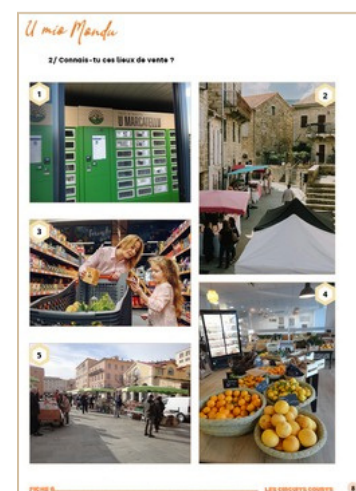 U mio Mondu
2/ Connais-tu ces lieux de vente ?
1
U MARCATELLU
2
3
4
5
FICHE 6
LES CIRCUITS COURTS